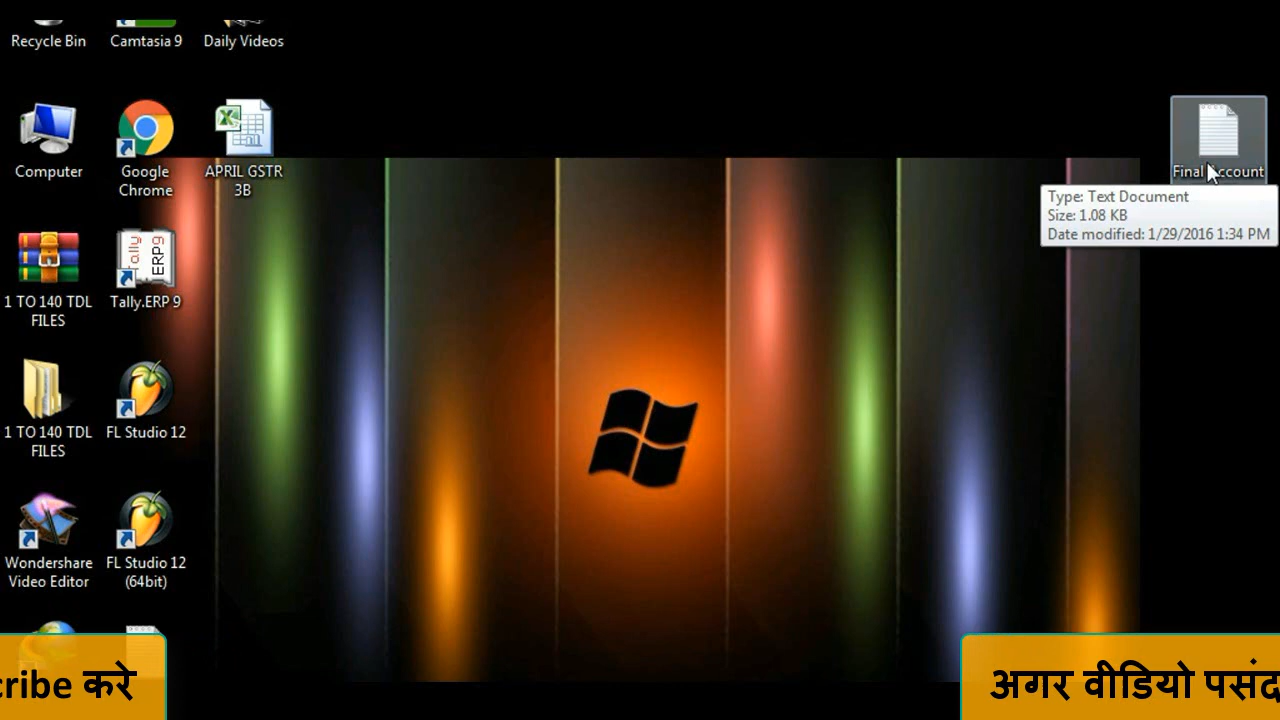 Recycle Bin
Camtasia 9
Daily Videos
Computer
Google
Chrome
APRIL GSTR
3B
Final Account
Type: Text Document
Size: 1.08 KB
Date modified: 1/29/2016 1:34 PM
1 TO 140 TDL
FILES
Tally
ERP9
Tally.ERP 9
1 TO 140 TDL
FILES
FL Studio 12
Wondershare
Video Editor
FL Studio 12
(64bit)
cribe करे
अगर वीडियो पसंद